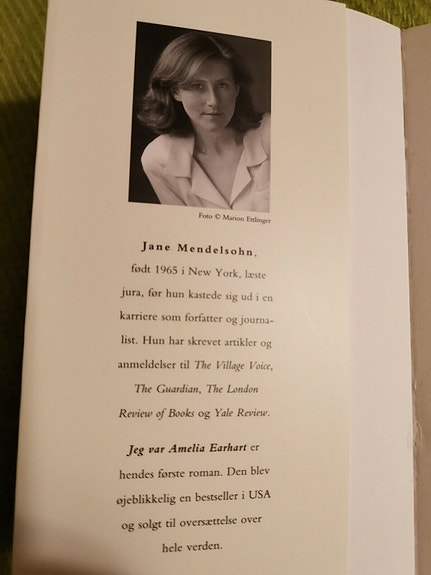 Foto © Marion Ettlinger
Jane Mendelsohn,
født 1965 i New York, læste
jura, før hun kastede sig ud i en
karriere som forfatter og journa-
list. Hun har skrevet artikler og
anmeldelser til The Village Voice,
The Guardian, The London
Review of Books og Yale Review.
Jeg var Amelia Earhart er
hendes første roman. Den blev
øjeblikkelig en bestseller i USA
og solgt til oversættelse over
hele verden.